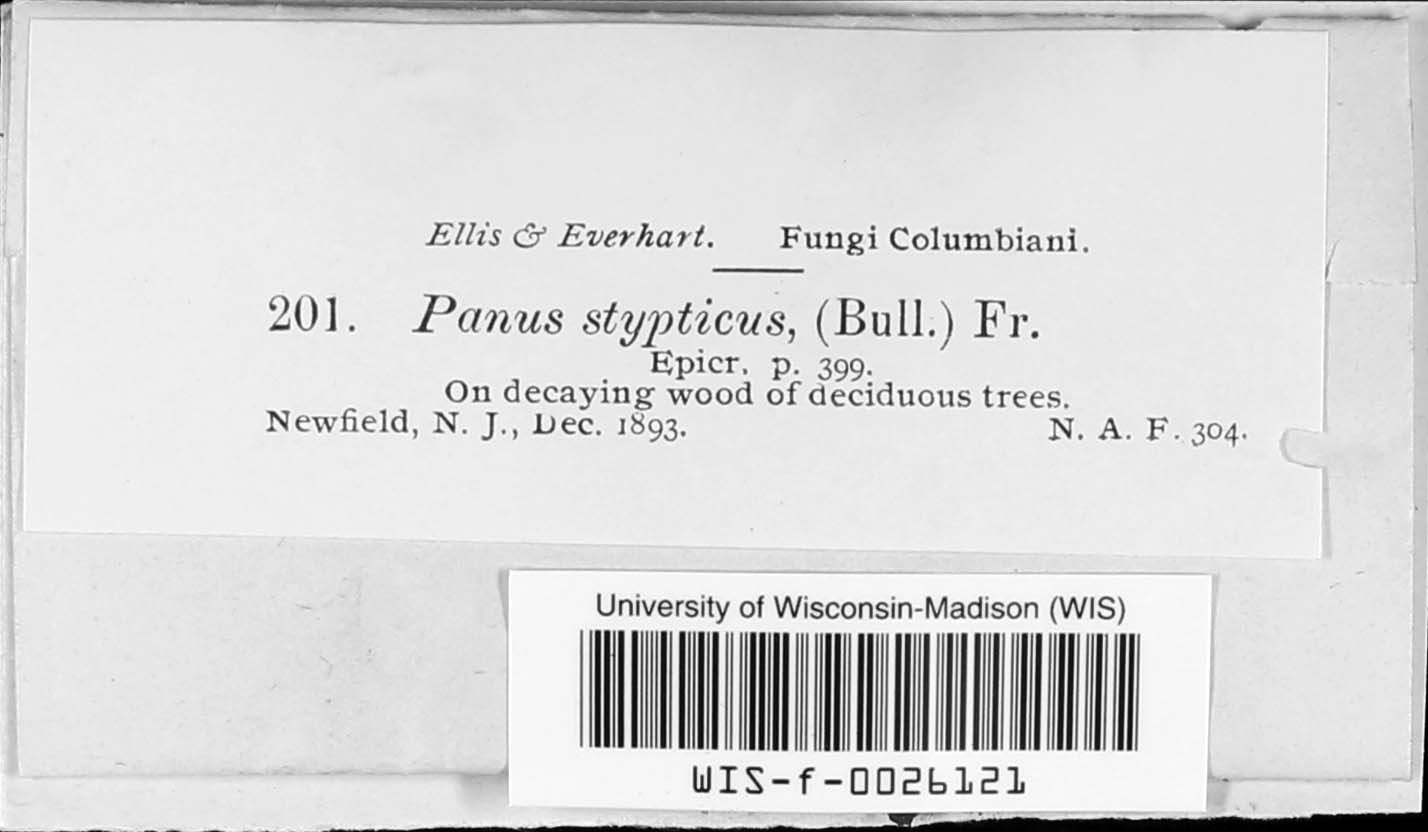 Ellis & Everhart. Fungi Columbiani.
201. Panus stypticus, (Bull.) Fr.
Epicr. p. 399.
On decaying wood of deciduous trees.
Newfield, N. J., Dec. 1893. N. A. F. 304.
University of Wisconsin-Madison (WIS)
WIS-f-0026121